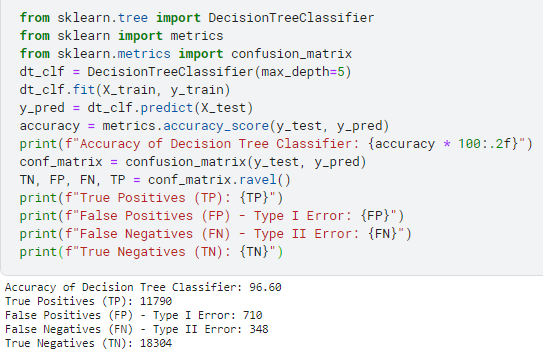 from sklearn.tree import DecisionTreeClassifier
from sklearn import metrics
from sklearn.metrics import confusion_matrix
dt_clf = DecisionTreeClassifier(max_depth=5)
dt_clf.fit(X_train, y_train)
y_pred = dt_clf.predict(X_test)
accuracy = metrics.accuracy_score(y_test, y_pred)
print(f"Accuracy of Decision Tree Classifier: {accuracy * 100:.2f}")
conf_matrix = confusion_matrix(y_test, y_pred)
TN, FP, FN, TP = conf_matrix.ravel()
print(f"True Positives (TP): {TP}")
print(f"False Positives (FP) - Type I Error: {FP}")
print(f"False Negatives (FN) - Type II Error: {FN}")
print(f"True Negatives (TN): {TN}")
Accuracy of Decision Tree Classifier: 96.60
True Positives (TP): 11790
False Positives (FP) - Type I Error: 710
False Negatives (FN) - Type II Error: 348
True Negatives (TN): 18304